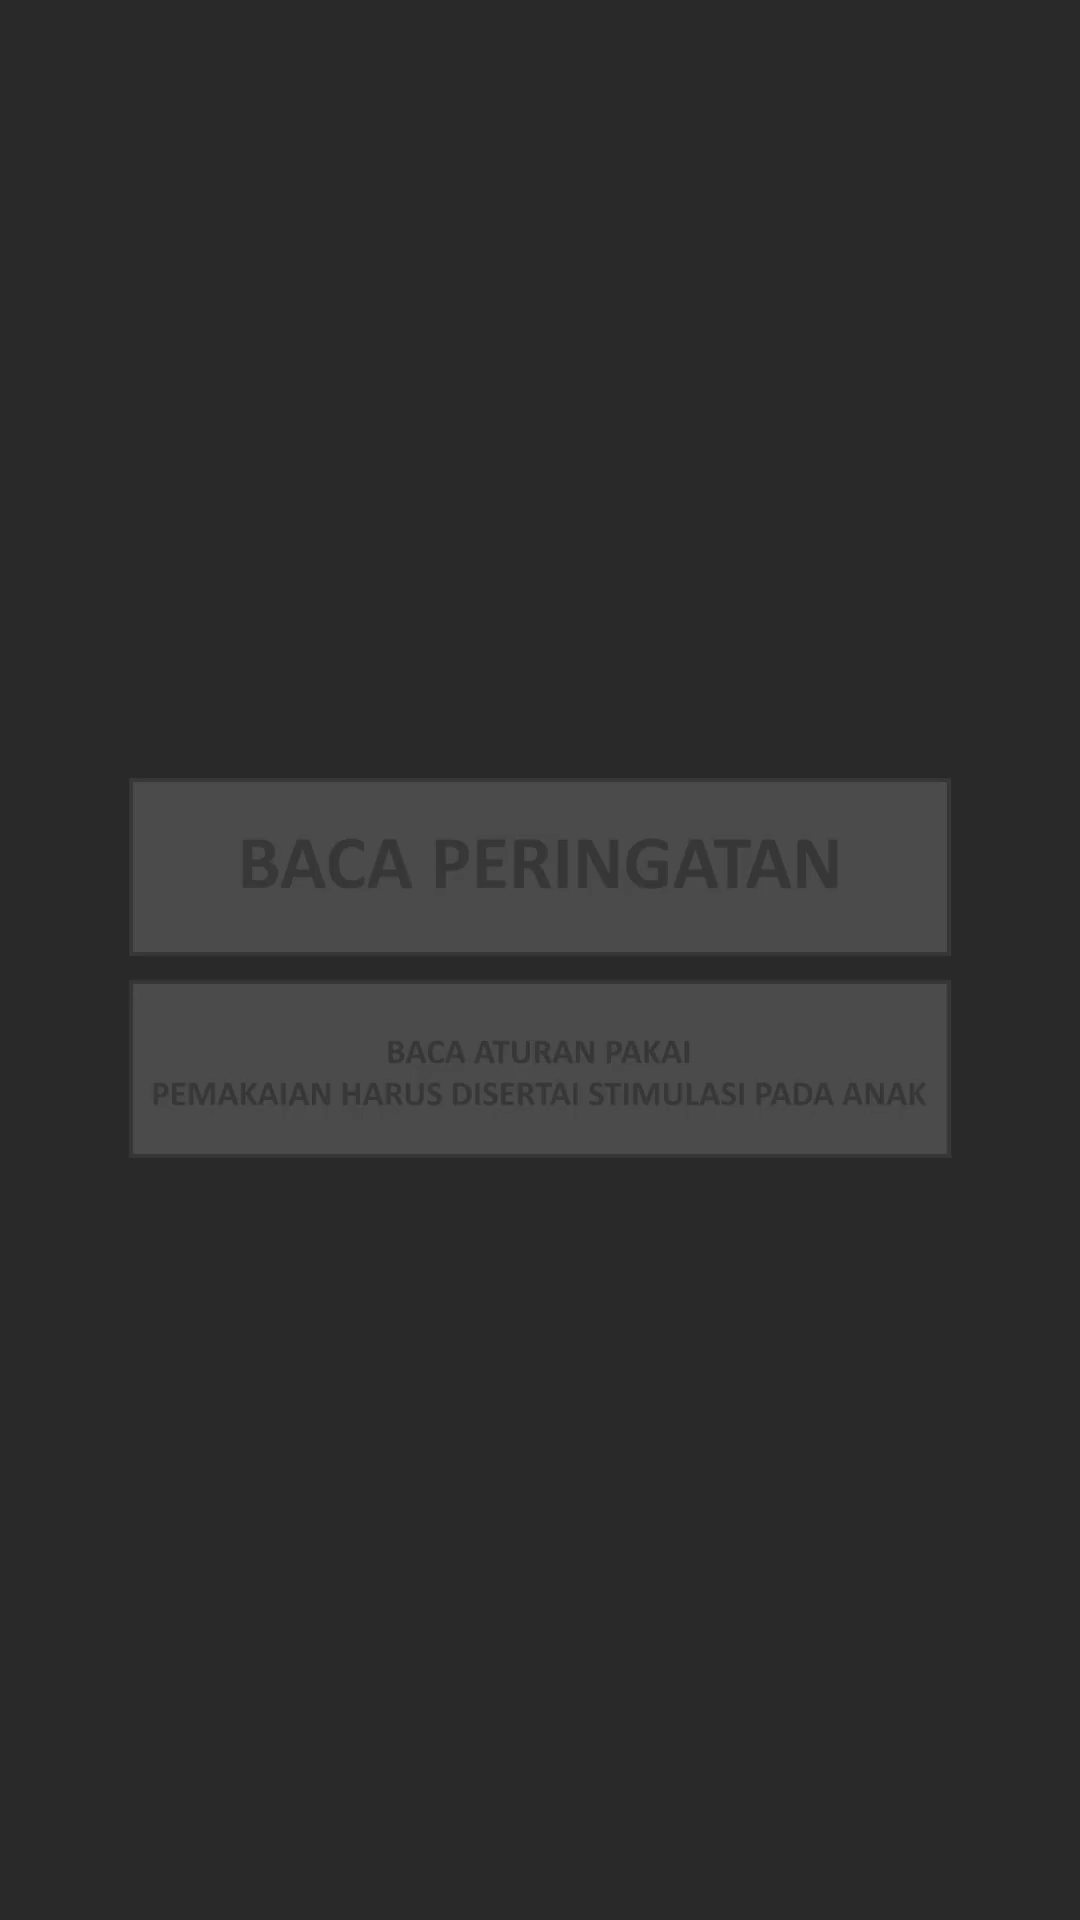 BACA PERINGATAN
BACA ATURAN PAKAI
PEMAKAIAN HARUS DISERTAI STIMULASI PADA ANAK